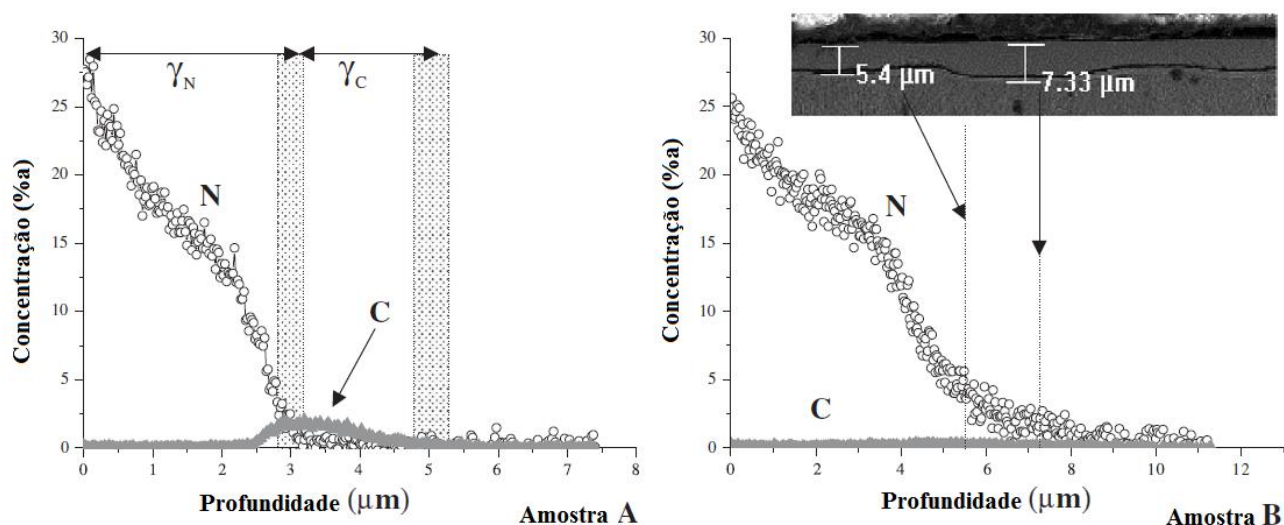 30
25
20
15
10
5
0
Concentração (%a)
γN
γC
N
C
0 1 2 3 4 5 6 7 8
Profundidade (μm)
Amostra A
30
25
20
15
10
5
0
Concentração (%a)
5.4 μm
7.33 μm
N
C
0 2 4 6 8 10 12
Profundidade (μm)
Amostra B